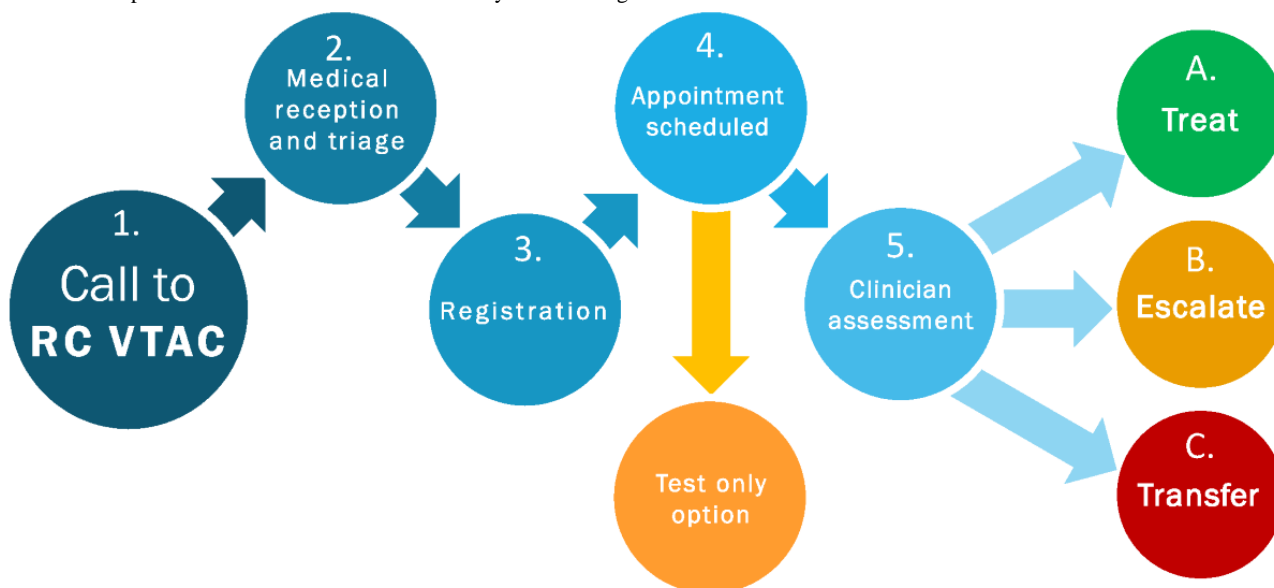 1.
Call to
RC VTAC
2.
Medical
reception
and triage
3.
Registration
4.
Appointment
scheduled
Test only
option
5.
Clinician
assessment
A.
Treat
B.
Escalate
C.
Transfer